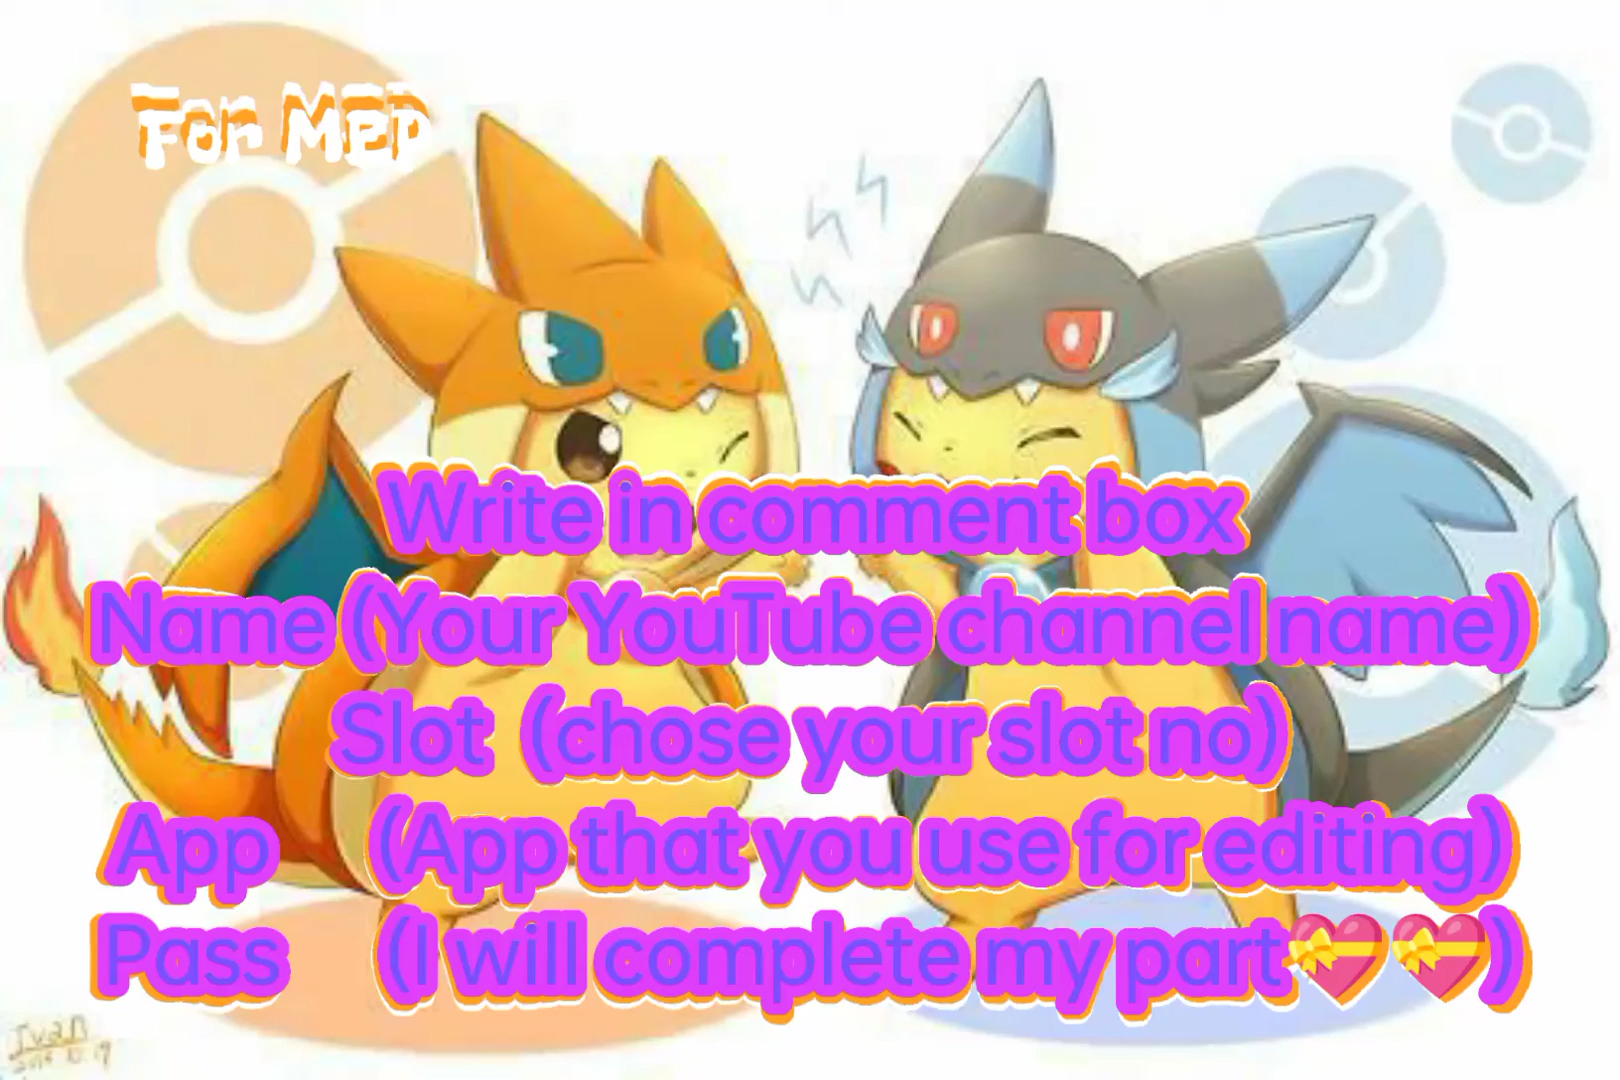 For MEP
Write in comment box
Name (Your YouTube channel name)
Slot (chose your slot no)
App (App that you use for editing)
Pass (I will complete my part💝💝)
IvaN